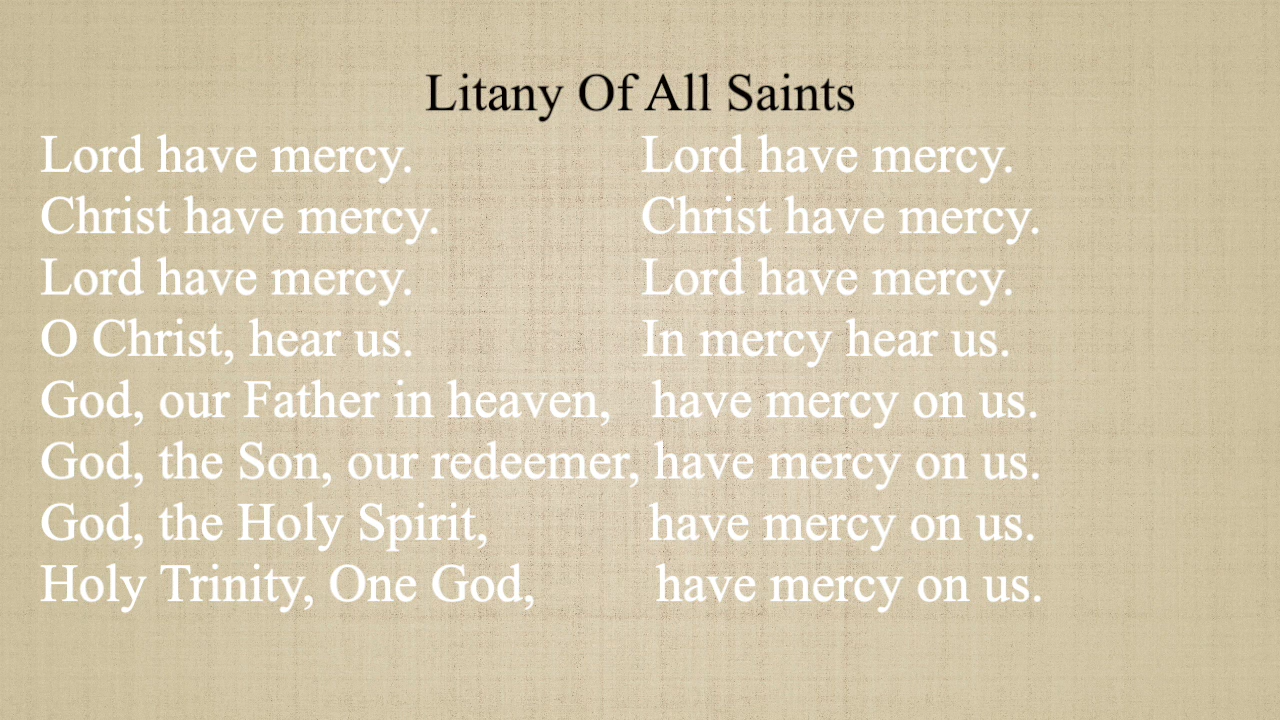 Litany Of All Saints
Lord have mercy. Lord have mercy.
Christ have mercy. Christ have mercy.
Lord have mercy. Lord have mercy.
O Christ, hear us. In mercy hear us.
God, our Father in heaven, have mercy on us.
God, the Son, our redeemer, have mercy on us.
God, the Holy Spirit, have mercy on us.
Holy Trinity, One God, have mercy on us.